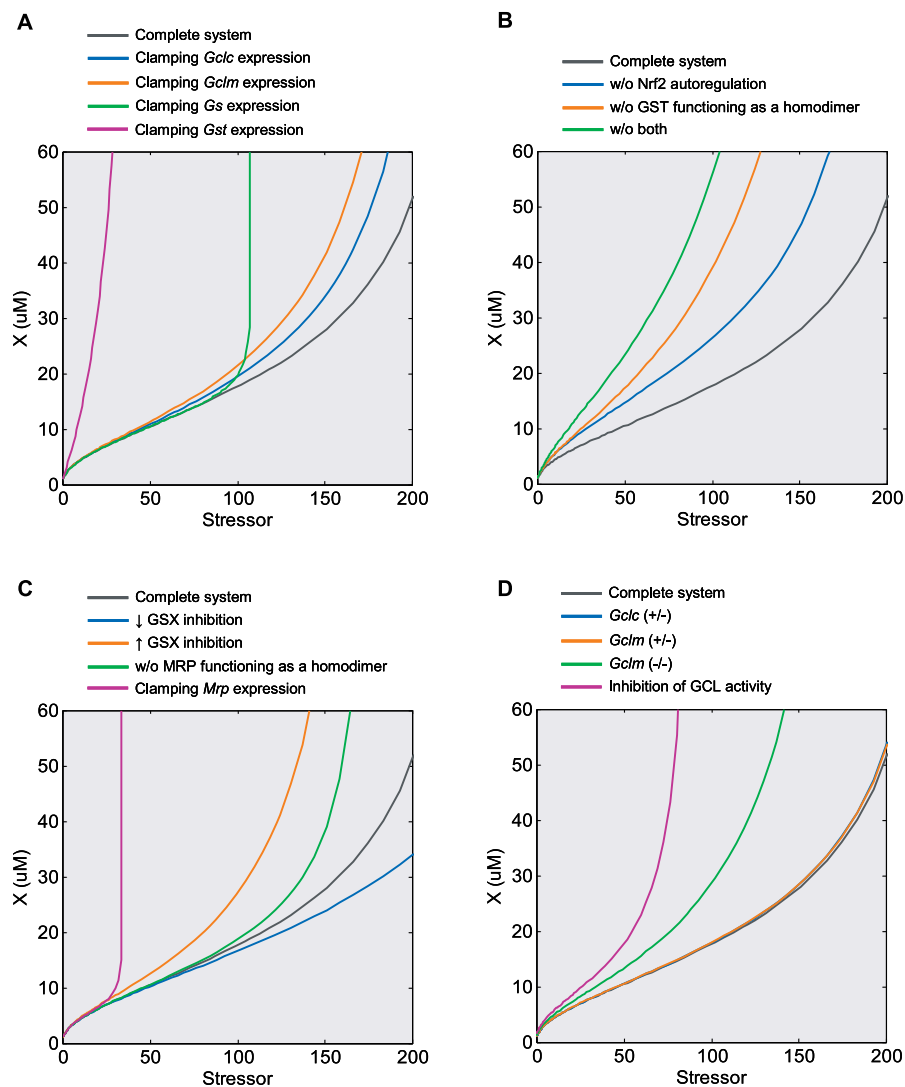 A
Complete system
Clamping Gclc expression
Clamping Gclm expression
Clamping Gs expression
Clamping Gst expression
60
50
40
30
20
10
0
X (uM)
0 50 100 150 200
Stressor
B
Complete system
w/o Nrf2 autoregulation
w/o GST functioning as a homodimer
w/o both
60
50
40
30
20
10
0
X (uM)
0 50 100 150 200
Stressor
C
Complete system
↓ GSX inhibition
↑ GSX inhibition
w/o MRP functioning as a homodimer
Clamping Mrp expression
60
50
40
30
20
10
0
X (uM)
0 50 100 150 200
Stressor
D
Complete system
Gclc (+/-)
Gclm (+/-)
Gclm (-/-)
Inhibition of GCL activity
60
50
40
30
20
10
0
X (uM)
0 50 100 150 200
Stressor